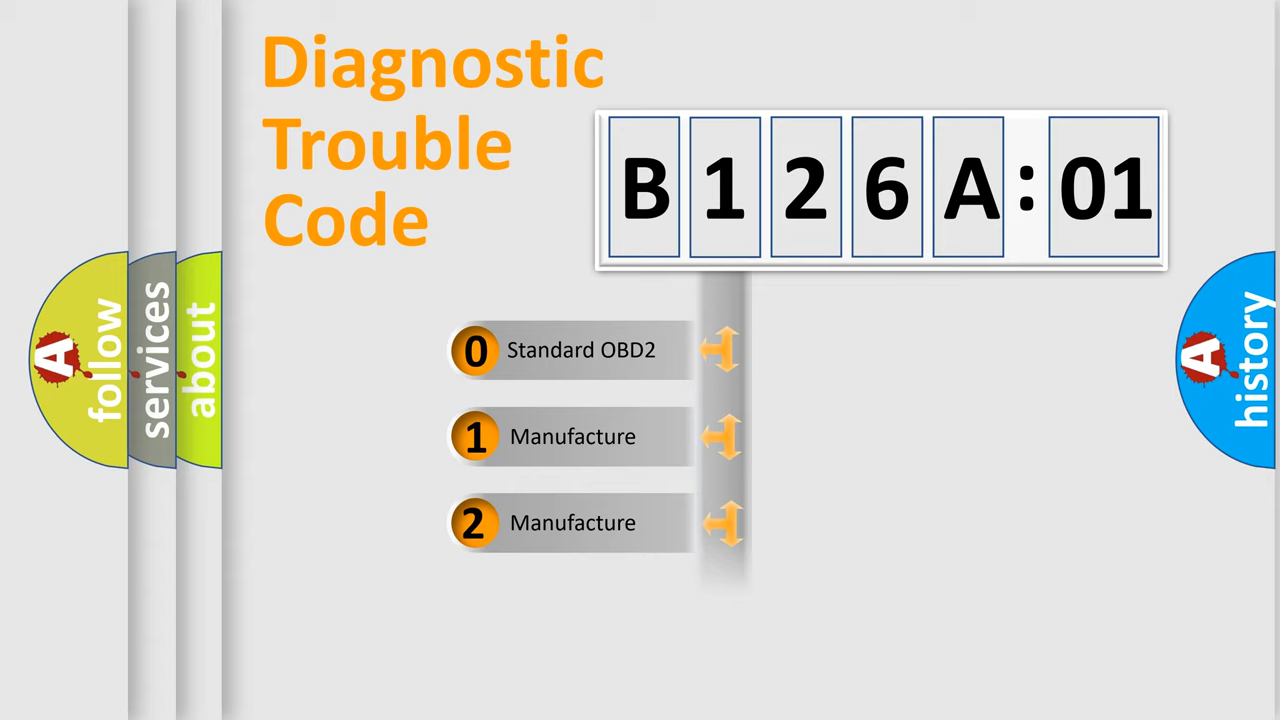 Diagnostic
Trouble
Code
B 1 2 6 A : 01
0 Standard OBD2
1 Manufacture
2 Manufacture
A follow
services
about
A history